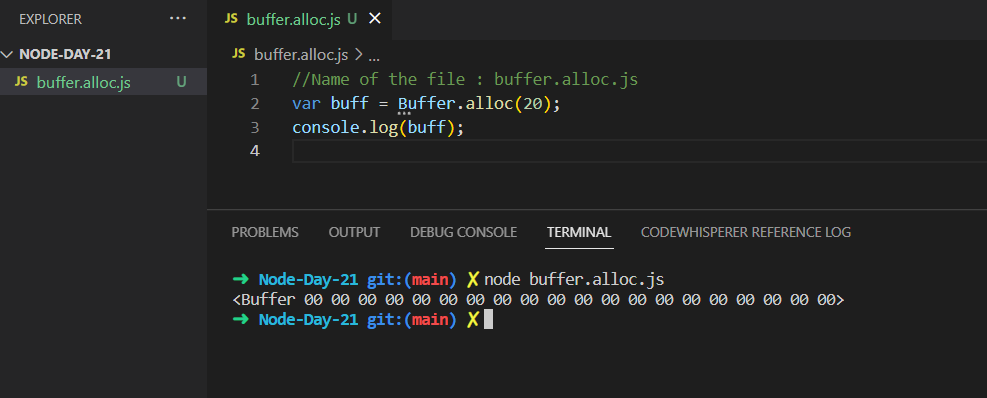 EXPLORER ...
NODE-DAY-21
JS buffer.alloc.js U
JS buffer.alloc.js U ×
JS buffer.alloc.js > ...
1 //Name of the file : buffer.alloc.js
2 var buff = Buffer.alloc(20);
3 console.log(buff);
4
PROBLEMS OUTPUT DEBUG CONSOLE TERMINAL CODEWHISPERER REFERENCE LOG
➜ Node-Day-21 git:(main) ✗ node buffer.alloc.js
<Buffer 00 00 00 00 00 00 00 00 00 00 00 00 00 00 00 00 00 00 00 00>
➜ Node-Day-21 git:(main) ✗